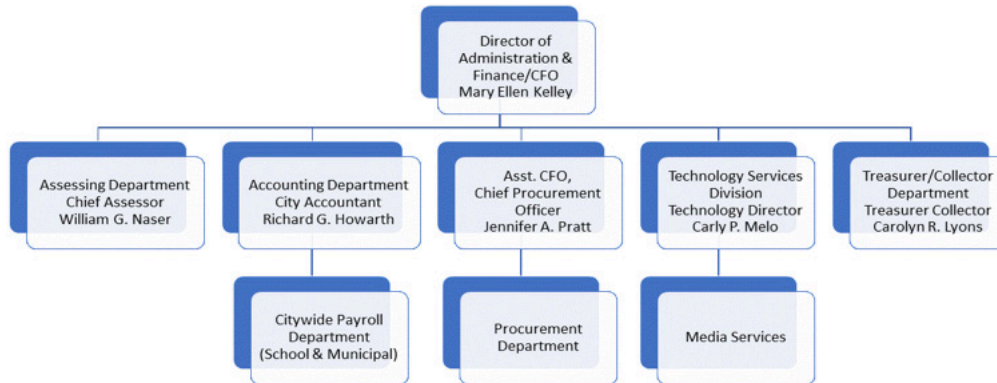 Director of
Administration &
Finance/CFO
Mary Ellen Kelley
Assessing Department
Chief Assessor
William G. Naser
Accounting Department
City Accountant
Richard G. Howarth
Asst. CFO,
Chief Procurement
Officer
Jennifer A. Pratt
Technology Services
Division
Technology Director
Carly P. Melo
Treasurer/Collector
Department
Treasurer Collector
Carolyn R. Lyons
Citywide Payroll
Department
(School & Municipal)
Procurement
Department
Media Services